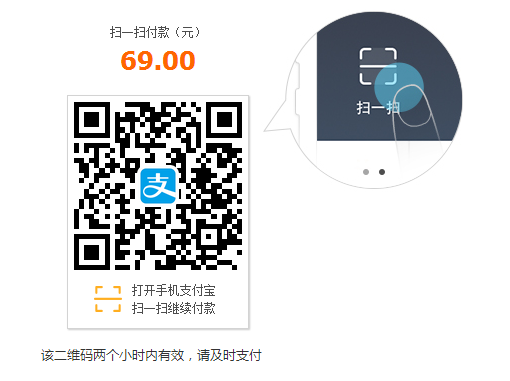 扫一扫付款（元）
69.00
扫一扫
支
打开手机支付宝
扫一扫继续付款
该二维码两个小时内有效，请及时支付